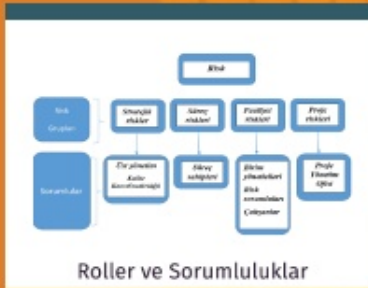 Risk
Risk
Grupları
Stratejik
riskler
Süreç
riskleri
Faaliyet
riskleri
Proje
riskleri
Sorumlular
Üst yönetim
Kalite
Koordinatörlüğü
Süreç
sahipleri
Birim
yöneticileri
Risk
sorumluları
Çalışanlar
Proje
Yönetim
Ofisi
Roller ve Sorumluluklar